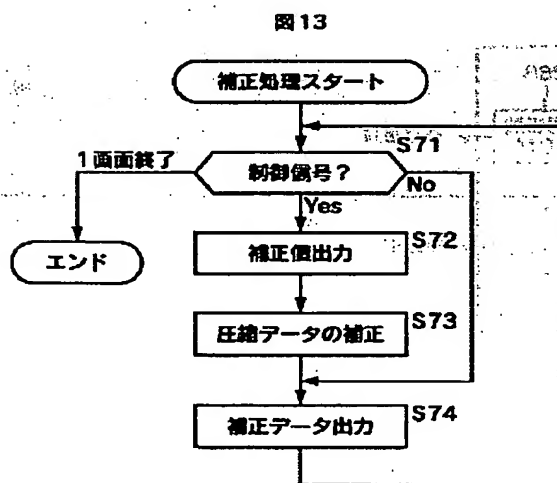 図13
補正処理スタート
S71
1画面終了
制御信号?
No
Yes
エンド
S72
補正値出力
S73
圧縮データの補正
S74
補正データ出力